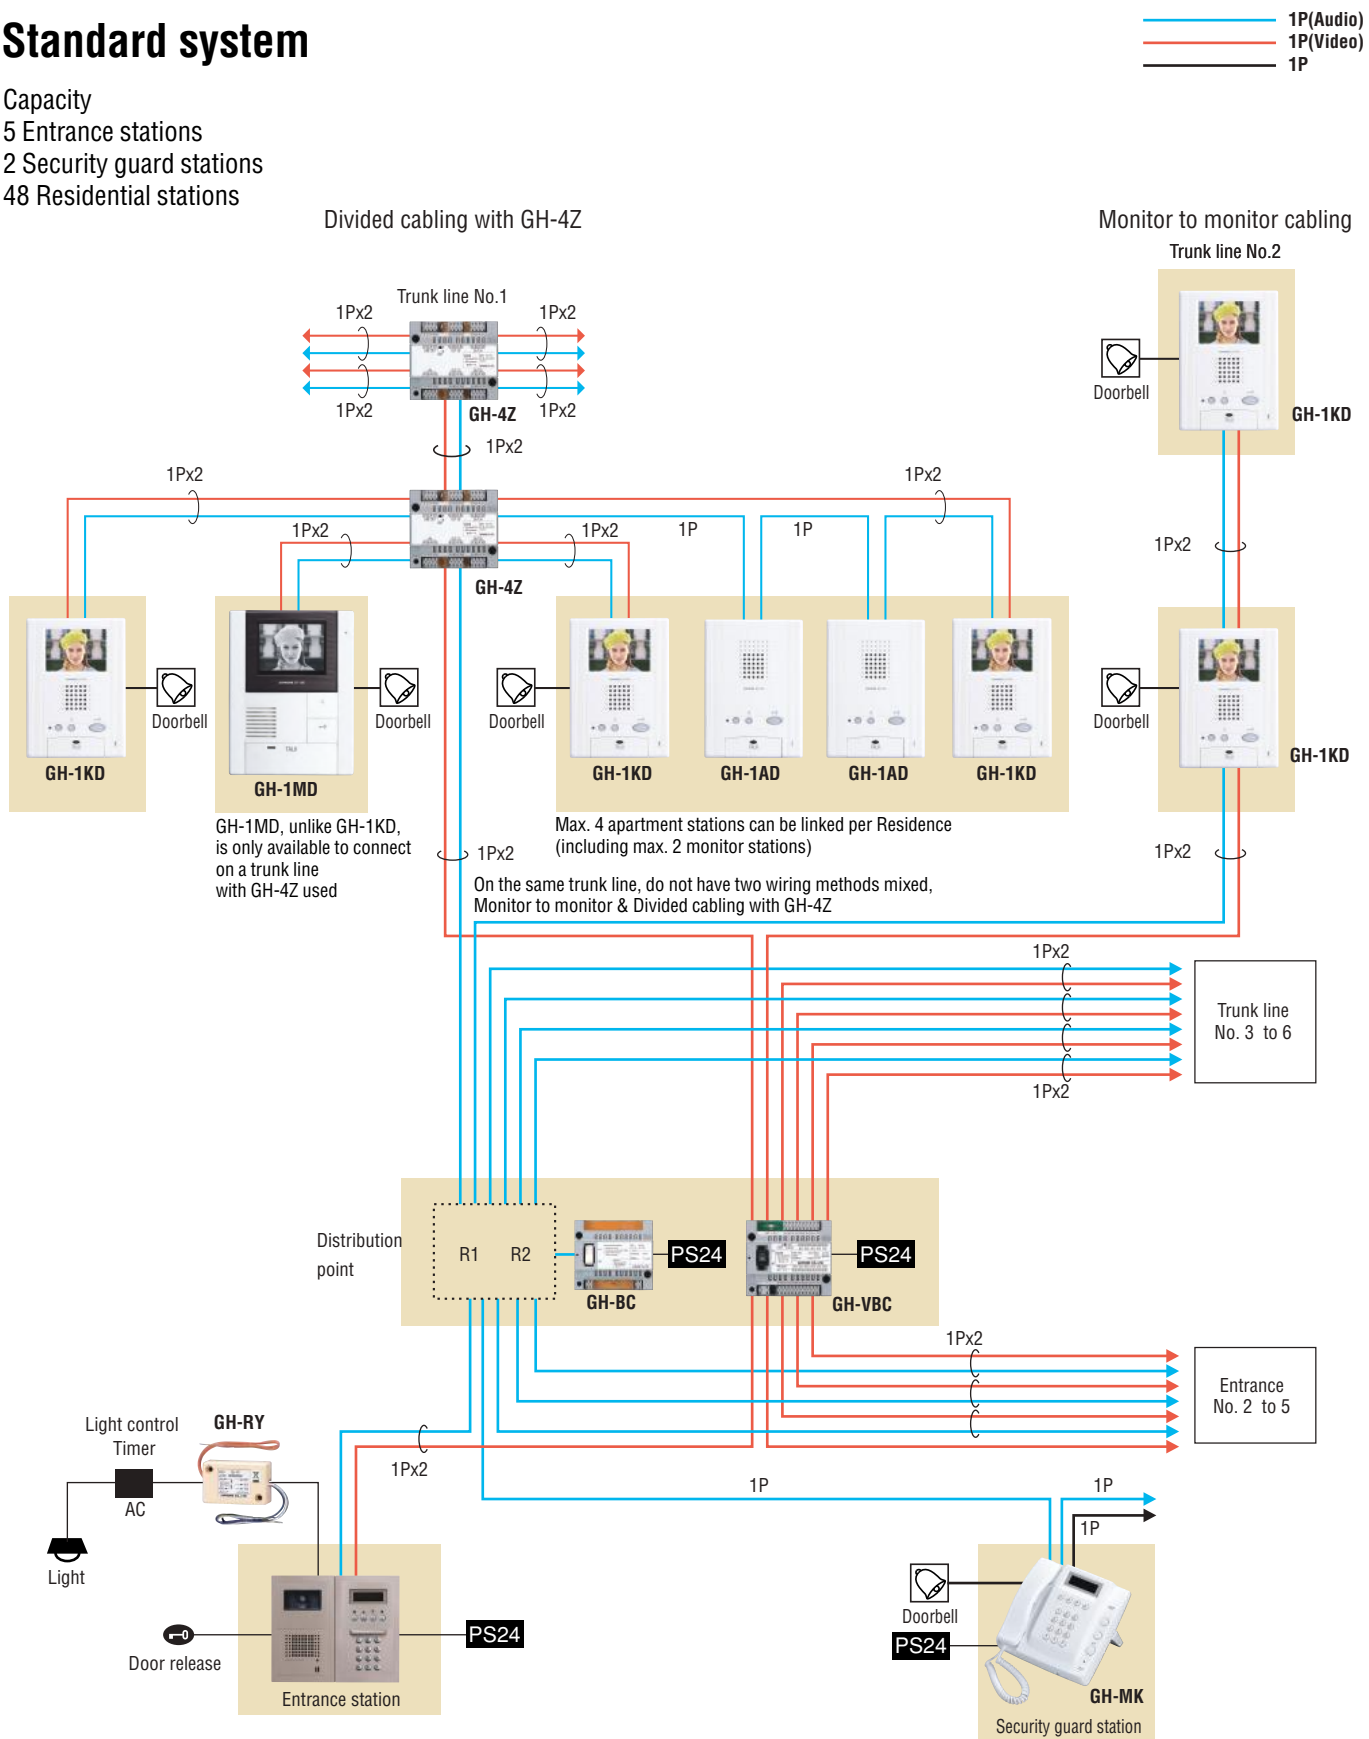 Standard system
1P(Audio)
1P(Video)
1P
Capacity
5 Entrance stations
2 Security guard stations
48 Residential stations
Divided cabling with GH-4Z
Monitor to monitor cabling
Trunk line No.2
Trunk line No.1
1Px2
1Px2
1Px2
1Px2
GH-4Z
Doorbell
GH-1KD
1Px2
1Px2
1Px2
1Px2
1Px2
1P
1P
1Px2
GH-4Z
Doorbell
Doorbell
Doorbell
Doorbell
GH-1KD
GH-1MD
GH-1KD
GH-1AD
GH-1AD
GH-1KD
GH-1KD
GH-1MD, unlike GH-1KD,
is only available to connect
on a trunk line
with GH-4Z used
Max. 4 apartment stations can be linked per Residence
(including max. 2 monitor stations)
1Px2
1Px2
On the same trunk line, do not have two wiring methods mixed,
Monitor to monitor & Divided cabling with GH-4Z
1Px2
Trunk line
No. 3 to 6
1Px2
Distribution
point
R1
R2
PS24
PS24
GH-BC
GH-VBC
1Px2
Entrance
No. 2 to 5
Light control
Timer
GH-RY
1Px2
AC
1P
1P
1P
Light
Doorbell
PS24
PS24
Door release
Entrance station
GH-MK
Security guard station